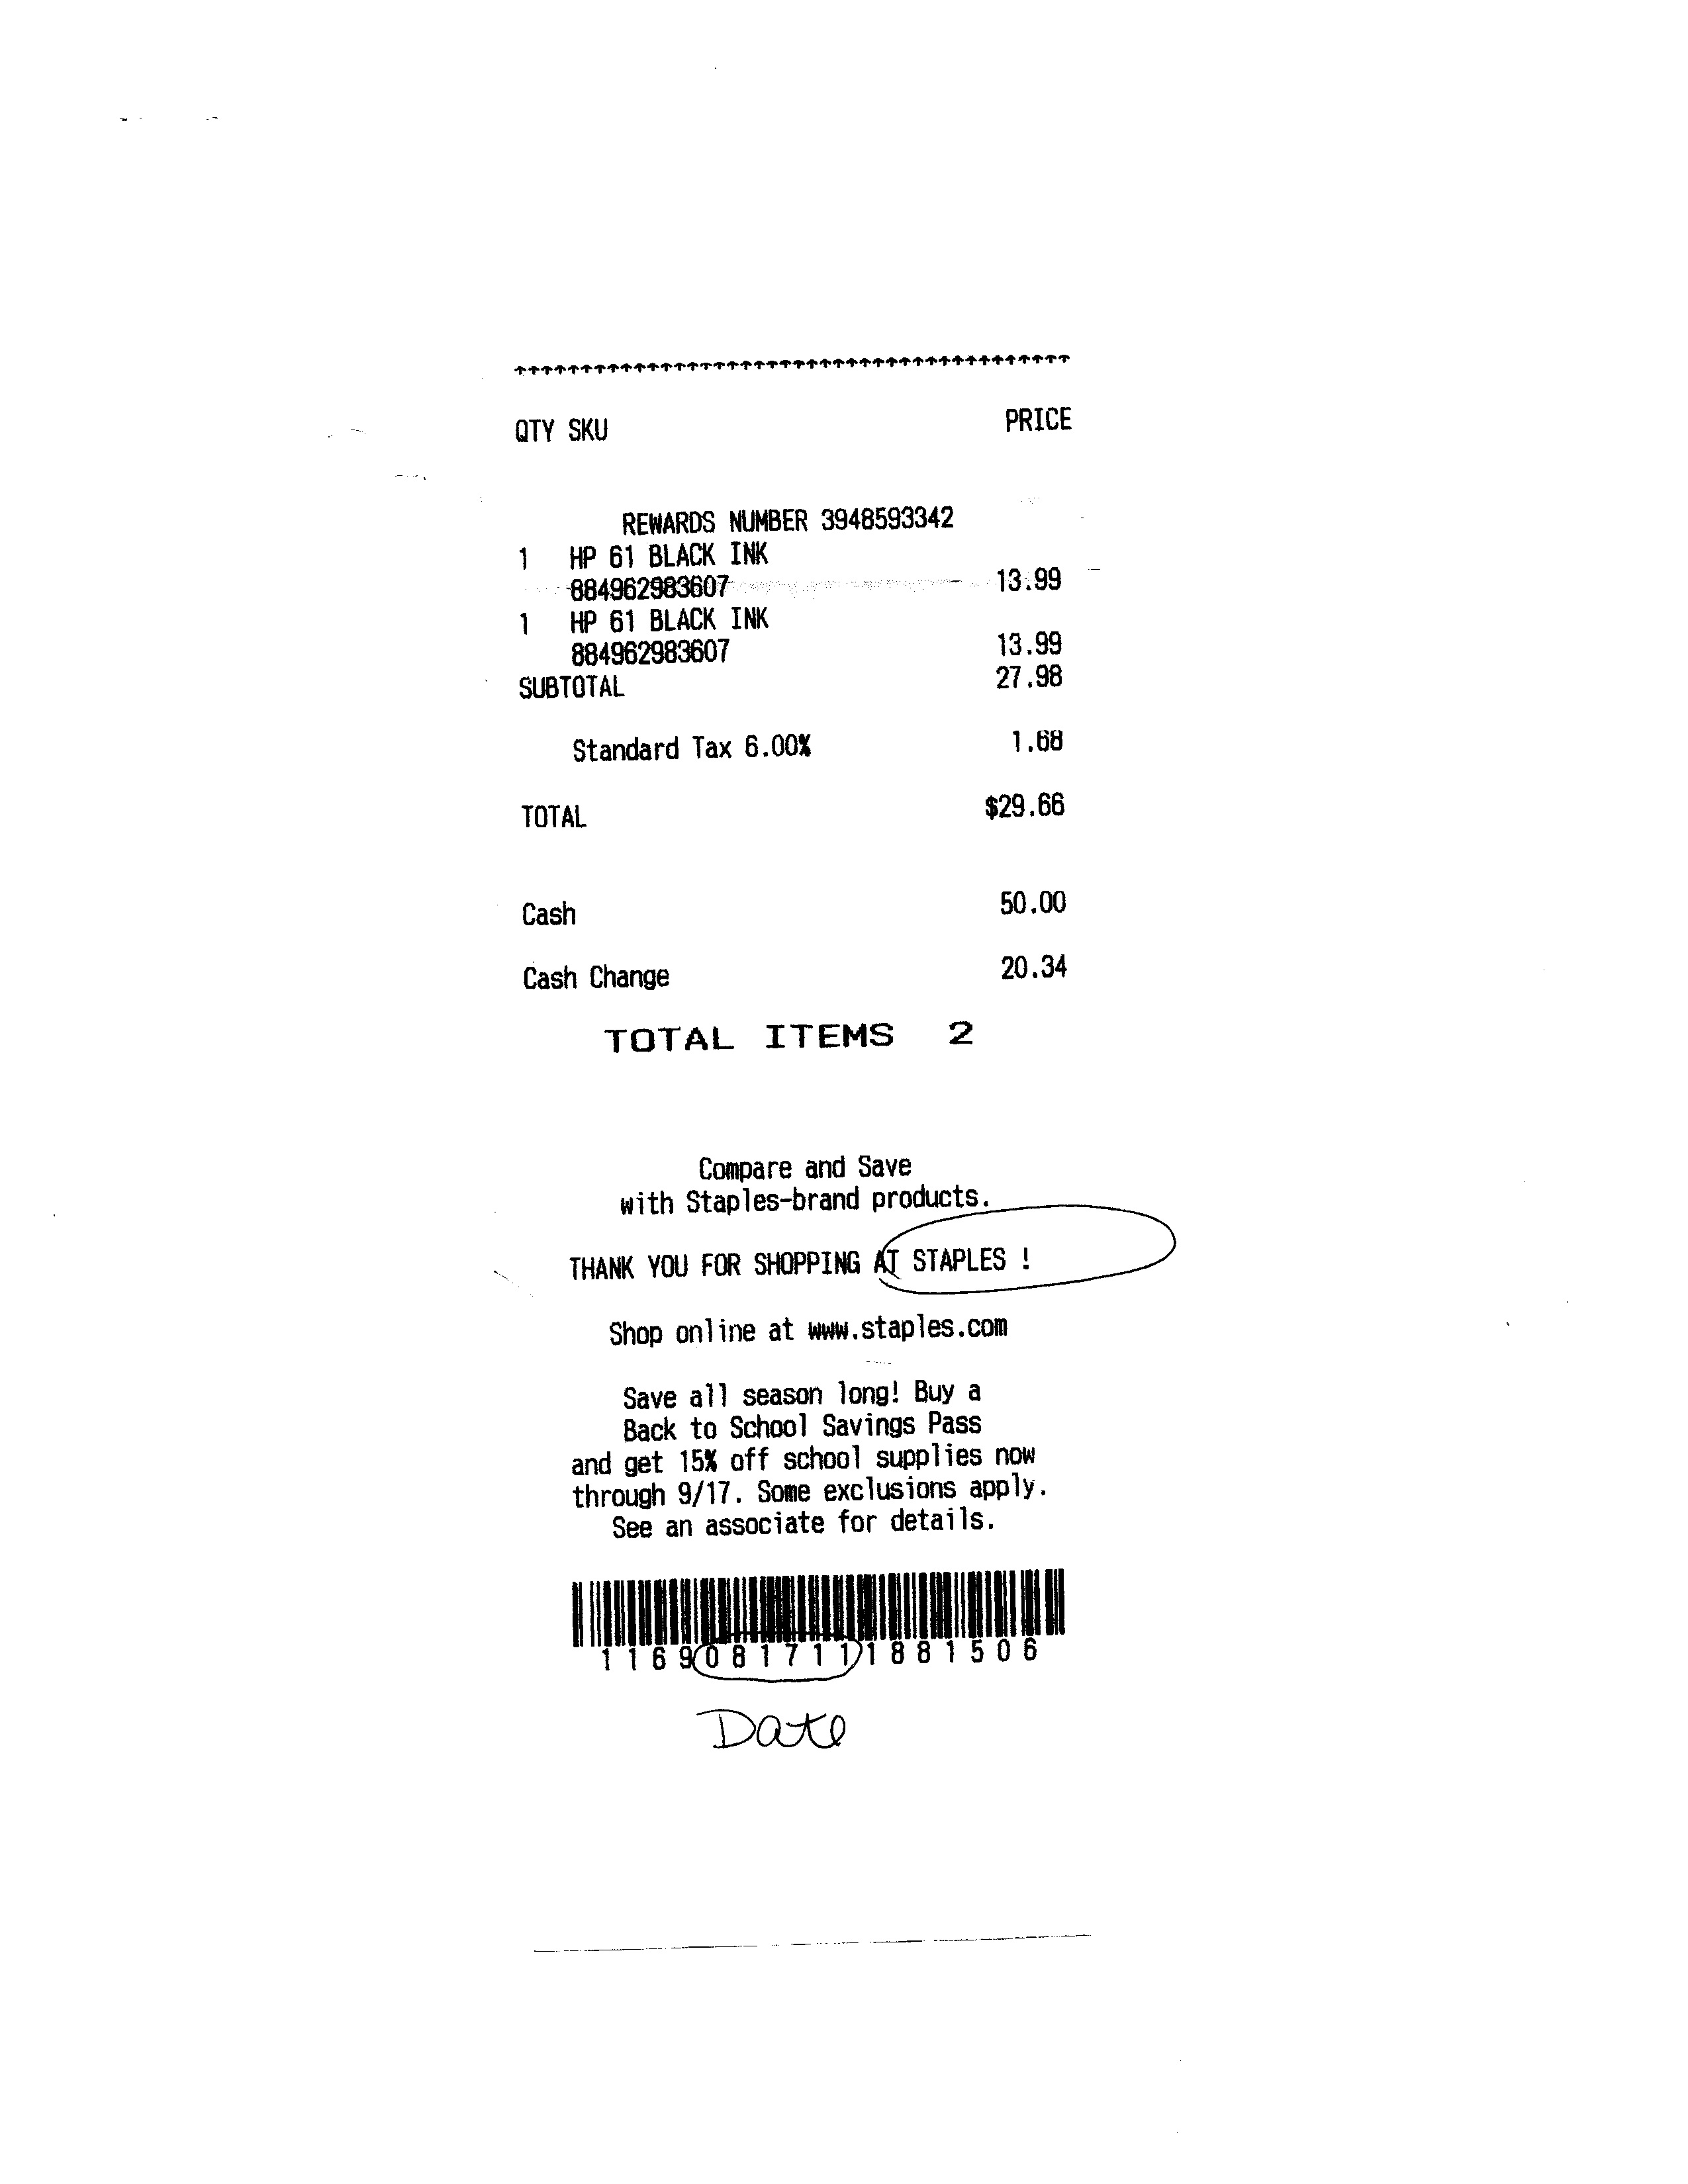 QTY SKU PRICE
REWARDS NUMBER 3948593342
1 HP 61 BLACK INK
884962983607 13.99
1 HP 61 BLACK INK
884962983607 13.99
SUBTOTAL 27.98
Standard Tax 6.00% 1.68
TOTAL $29.66
Cash 50.00
Cash Change 20.34
TOTAL ITEMS 2
Compare and Save
with Staples-brand products.
THANK YOU FOR SHOPPING AT STAPLES !
Shop online at www.staples.com
Save all season long! Buy a
Back to School Savings Pass
and get 15% off school supplies now
through 9/17. Some exclusions apply.
See an associate for details.
1 1 6 9 0 8 1 7 1 1 1 8 8 1 5 0 6
Date